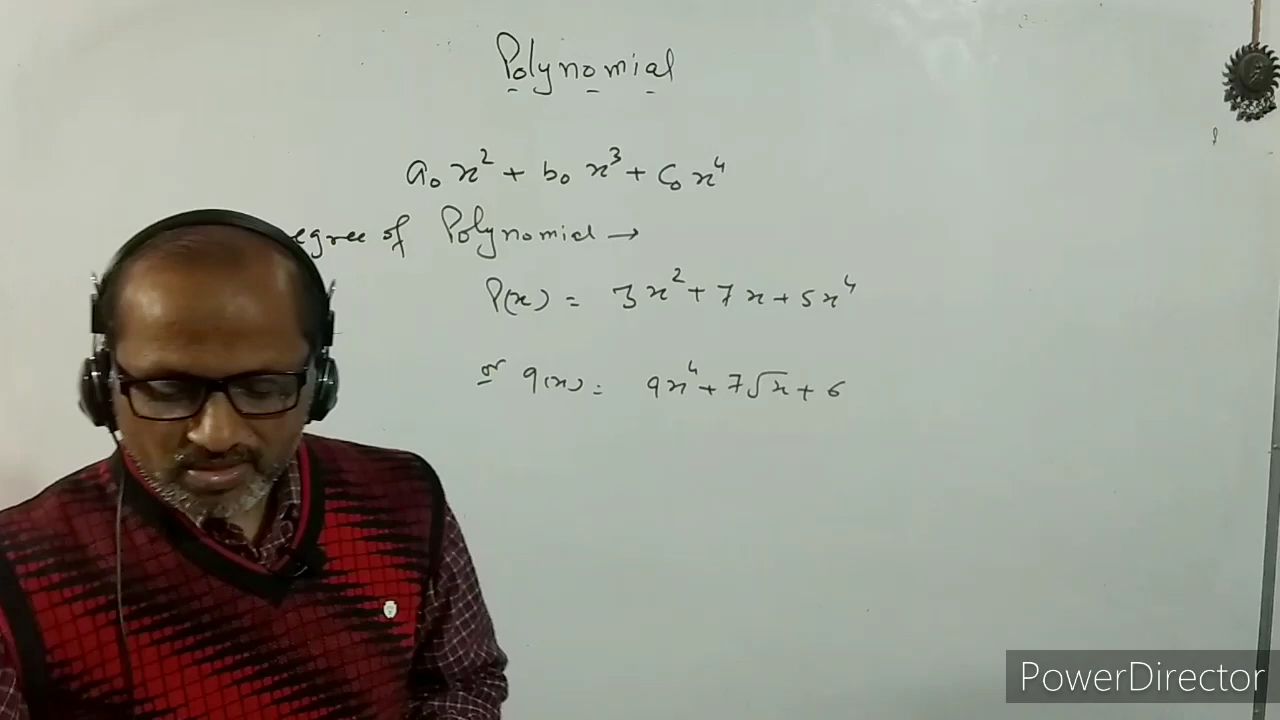 Polynomial
a₀x² + b₀x³ + c₀x⁴
egree of Polynomial →
P(x) = 3x² + 7x + 5x⁴
or q(x) = 9x⁴ + 7√x + 6
PowerDirector